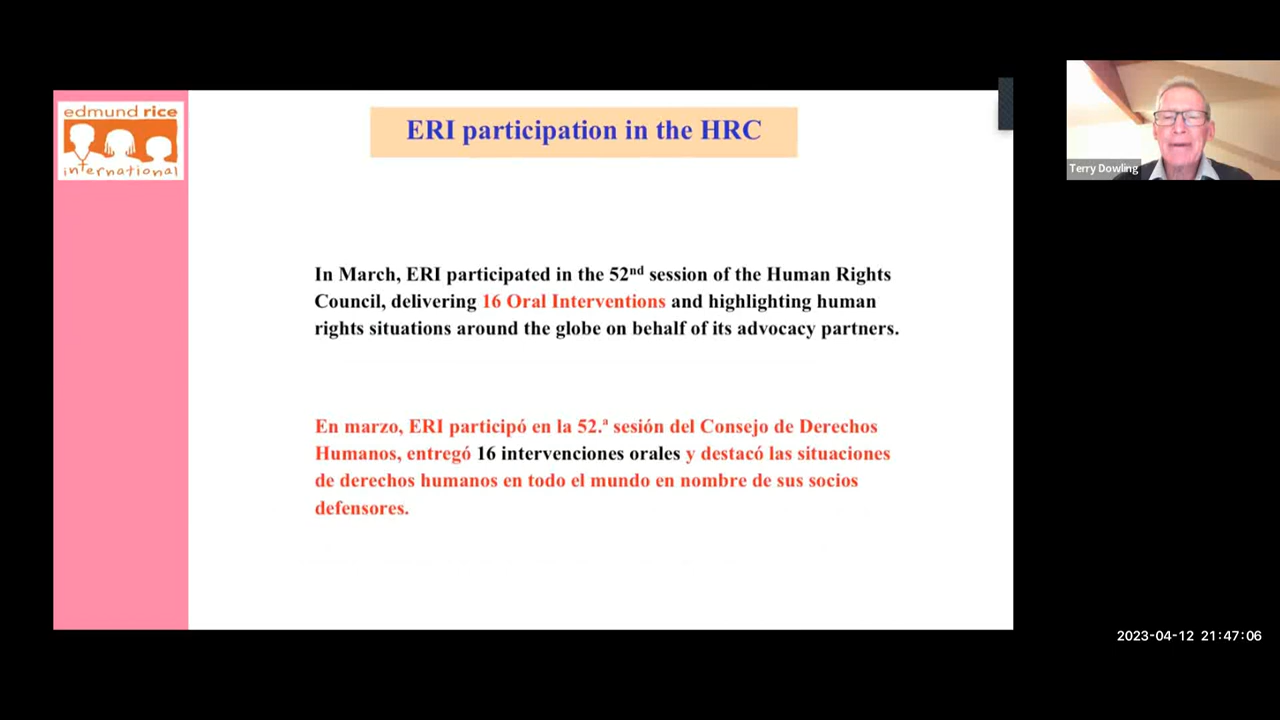 edmund rice
international
ERI participation in the HRC
In March, ERI participated in the 52nd session of the Human Rights
Council, delivering 16 Oral Interventions and highlighting human
rights situations around the globe on behalf of its advocacy partners.
En marzo, ERI participó en la 52.ª sesión del Consejo de Derechos
Humanos, entregó 16 intervenciones orales y destacó las situaciones
de derechos humanos en todo el mundo en nombre de sus socios
defensores.
Terry Dowling
2023-04-12 21:47:06